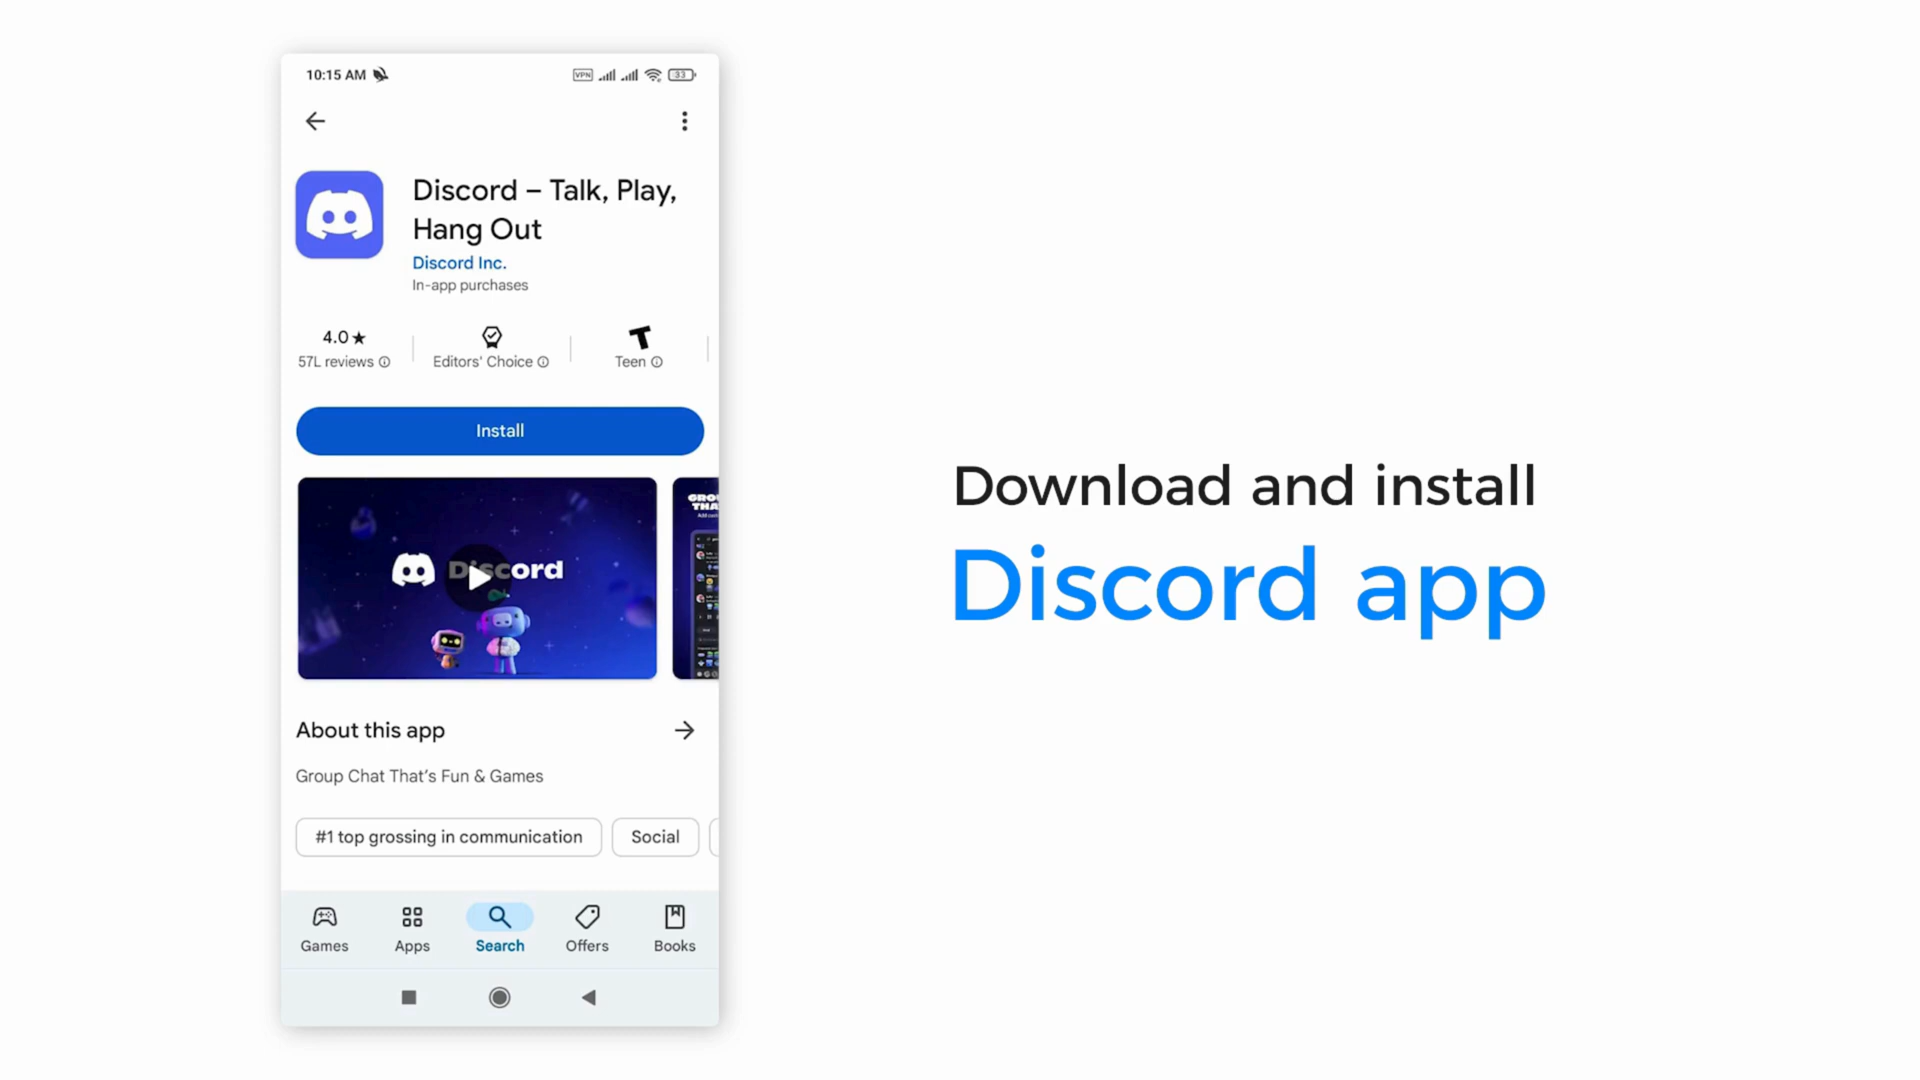 10:15 AM
VPN
33
Discord – Talk, Play,
Hang Out
Discord Inc.
In-app purchases
4.0★
57L reviews
Editors' Choice
T
Teen
Install
Discord
About this app
Group Chat That's Fun & Games
#1 top grossing in communication
Social
Games
Apps
Search
Offers
Books
Download and install
Discord app